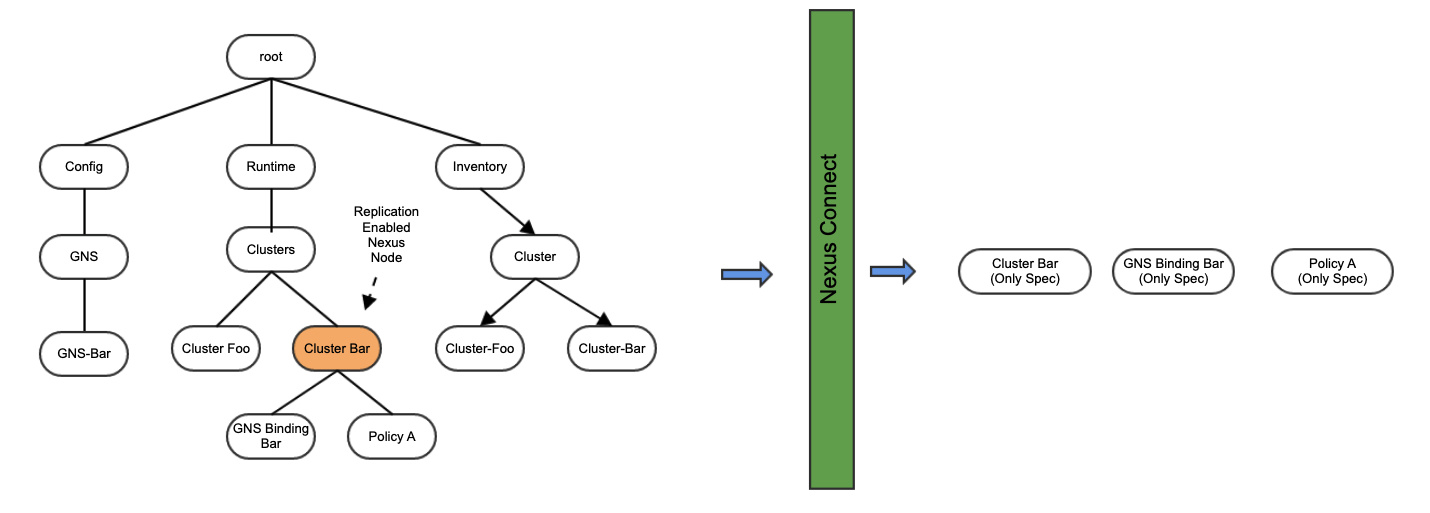 root
Config
Runtime
Inventory
Replication
Enabled
Nexus
Node
GNS
Clusters
Cluster
GNS-Bar
Cluster Foo
Cluster Bar
Cluster-Foo
Cluster-Bar
GNS Binding
Bar
Policy A
Nexus Connect
Cluster Bar
(Only Spec)
GNS Binding Bar
(Only Spec)
Policy A
(Only Spec)